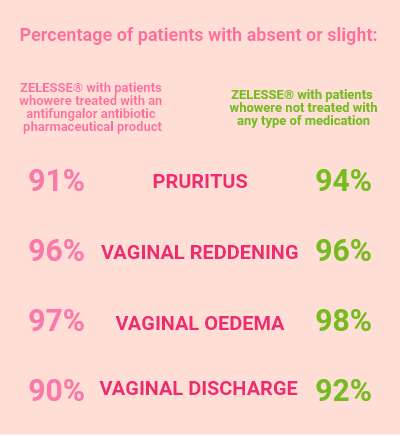 Percentage of patients with absent or slight:
ZELESSE® with patients
whowere treated with an
antifungalor antibiotic
pharmaceutical product
ZELESSE® with patients
whowere not treated with
any type of medication
91% PRURITUS 94%
96% VAGINAL REDDENING 96%
97% VAGINAL OEDEMA 98%
90% VAGINAL DISCHARGE 92%